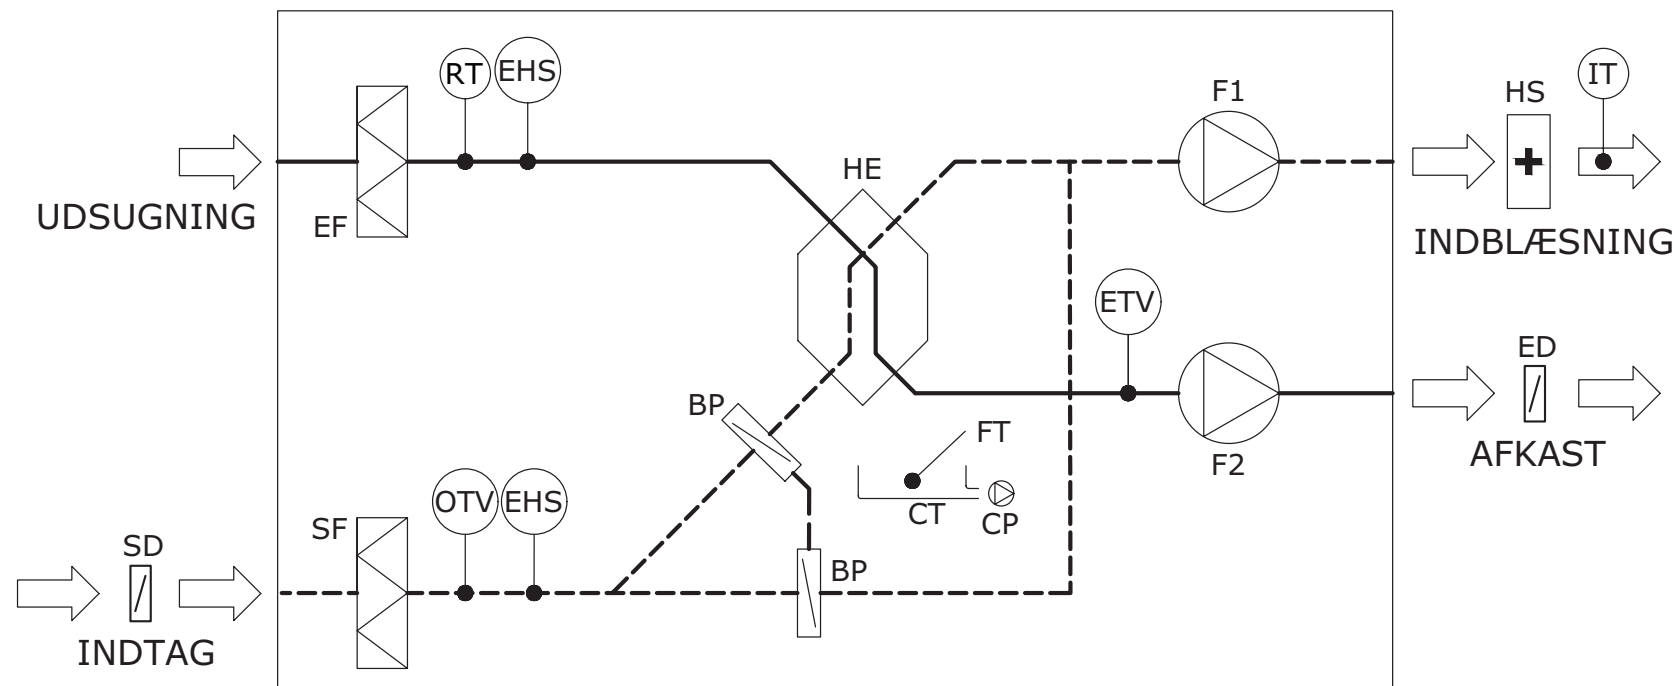 RT
EHS
F1
HS
IT
HE
UDSUGNING
EF
INDBLÆSNING
ETV
ED
BP
FT
F2
AFKAST
OTV
EHS
SF
CT
CP
SD
BP
INDTAG